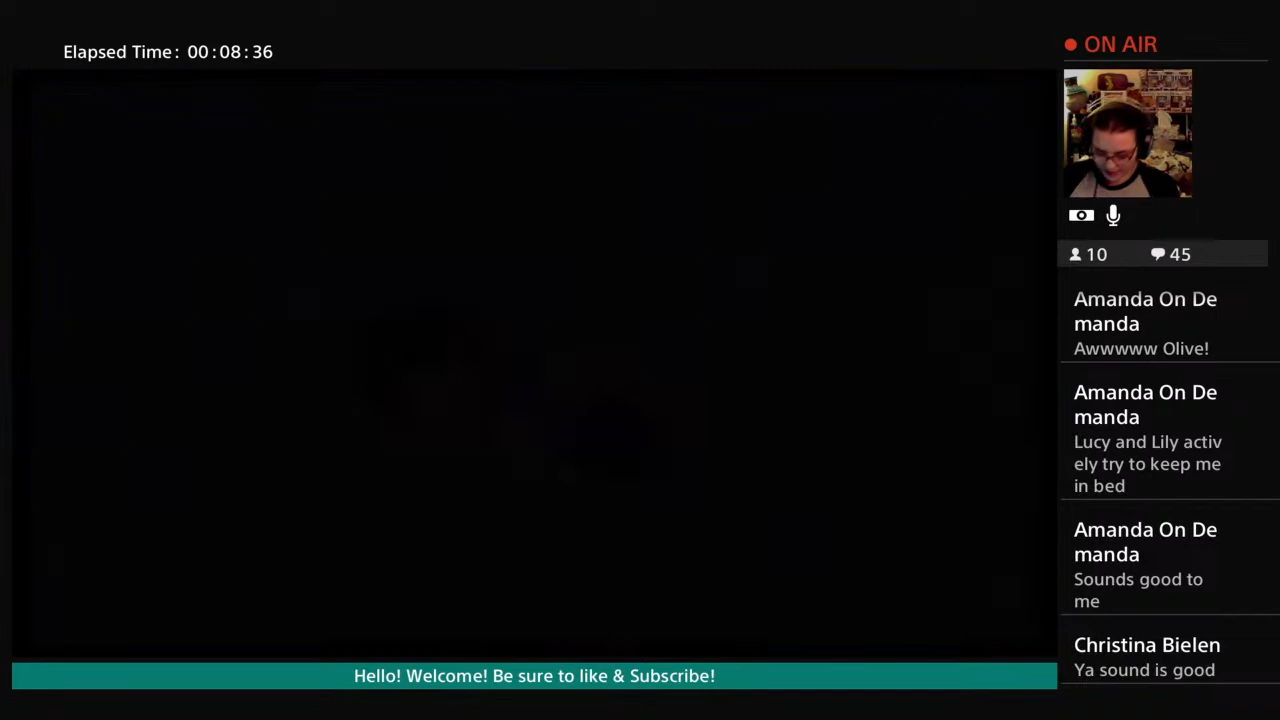 Elapsed Time: 00:08:36
ON AIR
10 45
Amanda On De
manda
Awwwww Olive!
Amanda On De
manda
Lucy and Lily activ
ely try to keep me
in bed
Amanda On De
manda
Sounds good to
me
Christina Bielen
Ya sound is good
Hello! Welcome! Be sure to like & Subscribe!